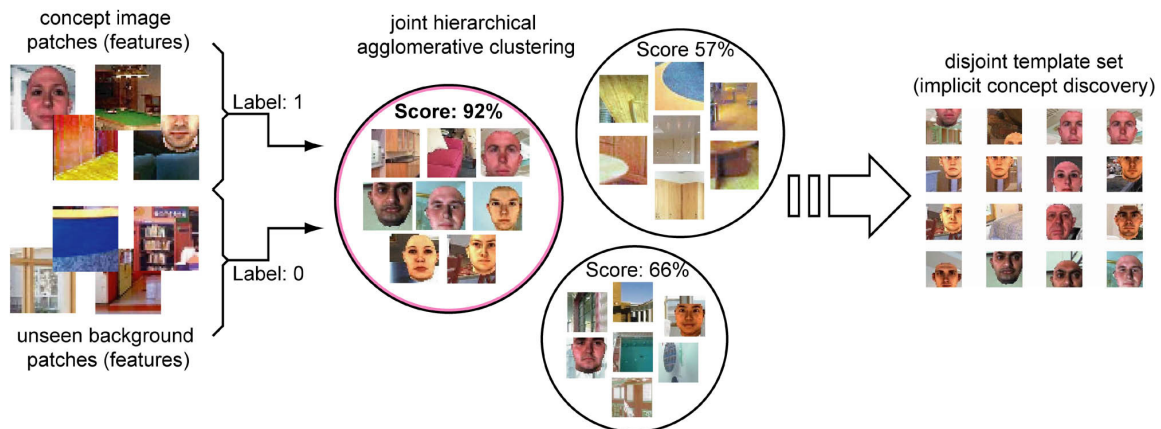 concept image
patches (features)
Label: 1
Label: 0
unseen background
patches (features)
joint hierarchical
agglomerative clustering
Score: 92%
Score 57%
Score: 66%
disjoint template set
(implicit concept discovery)